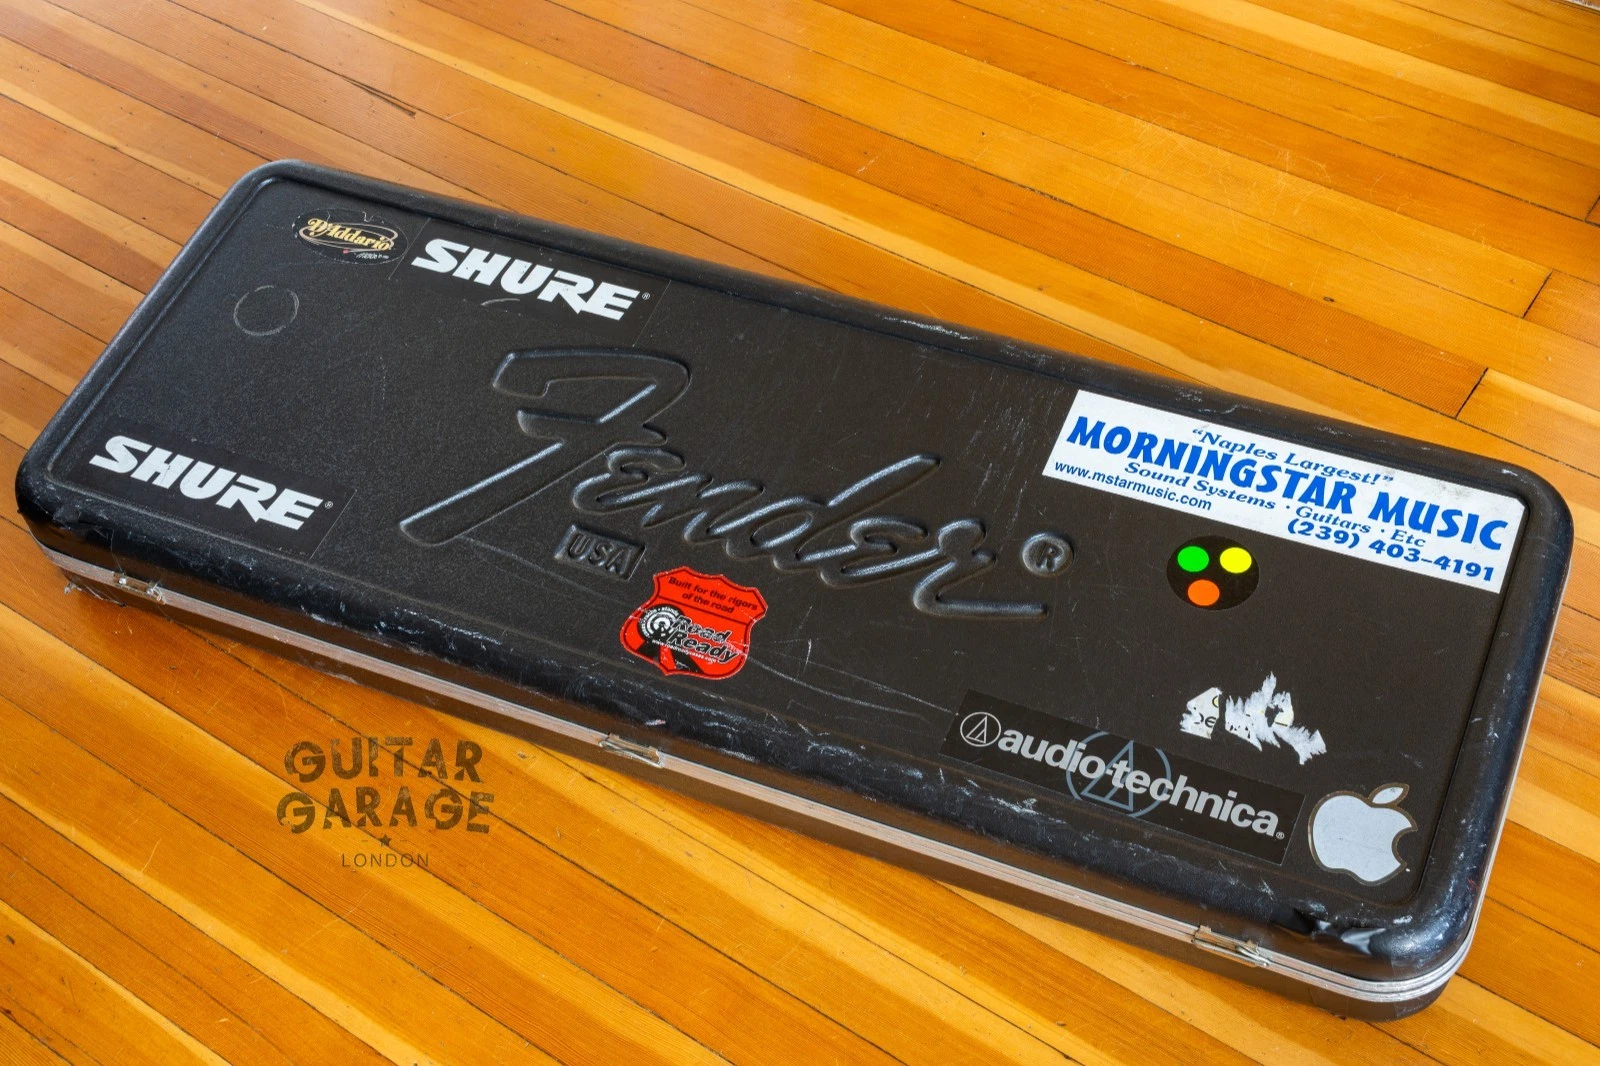 D'Addario
SHURE®
SHURE®
Fender®
USA
"Naples Largest!"
MORNINGSTAR MUSIC
www.mstarmusic.com
Sound Systems · Guitars · Etc
(239) 403-4191
Built for the rigors
of the road
Road
Ready
audio-technica®
GUITAR
GARAGE
LONDON